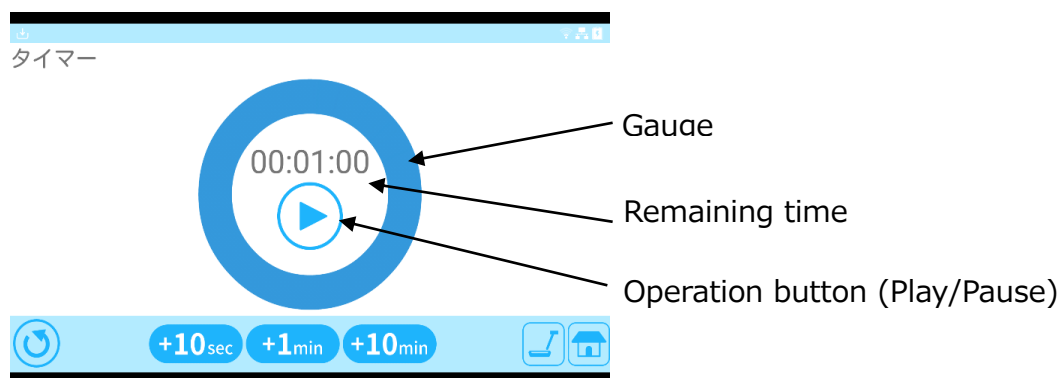 タイマー
Gauge
00:01:00
Remaining time
Operation button (Play/Pause)
+10sec +1min +10min